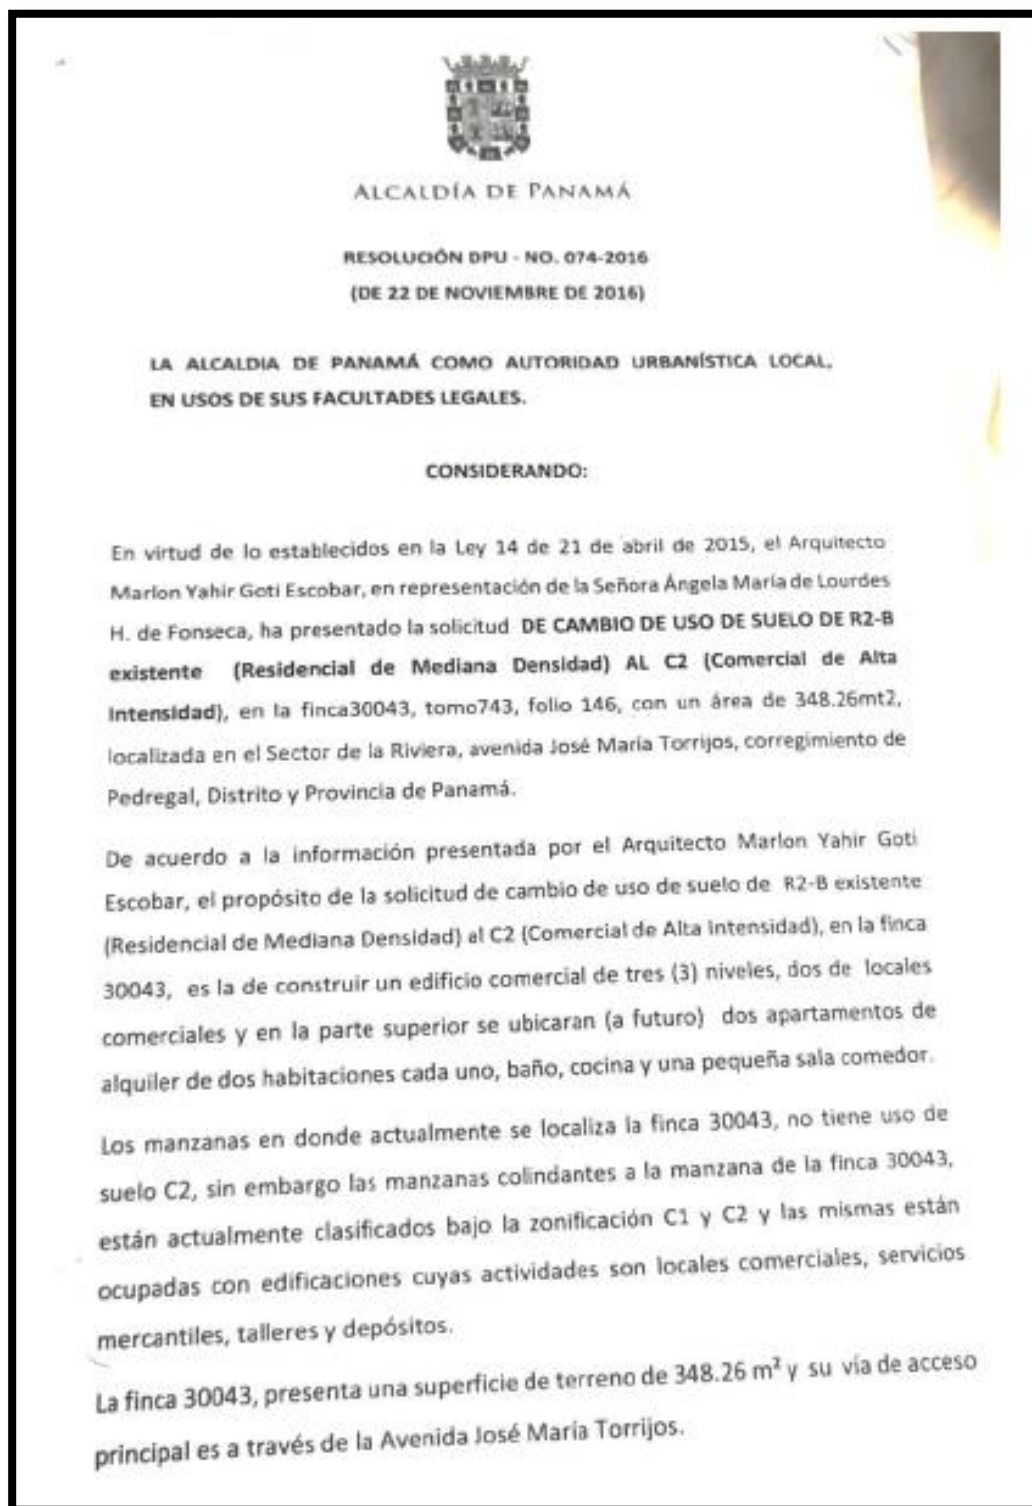 ALCALDÍA DE PANAMÁ
RESOLUCIÓN DPU - NO. 074-2016
(DE 22 DE NOVIEMBRE DE 2016)
LA ALCALDIA DE PANAMÁ COMO AUTORIDAD URBANÍSTICA LOCAL,
EN USOS DE SUS FACULTADES LEGALES.
CONSIDERANDO:
En virtud de lo establecidos en la Ley 14 de 21 de abril de 2015, el Arquitecto
Marlon Yahir Goti Escobar, en representación de la Señora Ángela María de Lourdes
H. de Fonseca, ha presentado la solicitud DE CAMBIO DE USO DE SUELO DE R2-B
existente (Residencial de Mediana Densidad) AL C2 (Comercial de Alta
Intensidad), en la finca30043, tomo743, folio 146, con un área de 348.26mt2,
localizada en el Sector de la Riviera, avenida José María Torrijos, corregimiento de
Pedregal, Distrito y Provincia de Panamá.
De acuerdo a la información presentada por el Arquitecto Marlon Yahir Goti
Escobar, el propósito de la solicitud de cambio de uso de suelo de R2-B existente
(Residencial de Mediana Densidad) al C2 (Comercial de Alta Intensidad), en la finca
30043, es la de construir un edificio comercial de tres (3) niveles, dos de locales
comerciales y en la parte superior se ubicaran (a futuro) dos apartamentos de
alquiler de dos habitaciones cada uno, baño, cocina y una pequeña sala comedor.
Los manzanas en donde actualmente se localiza la finca 30043, no tiene uso de
suelo C2, sin embargo las manzanas colindantes a la manzana de la finca 30043,
están actualmente clasificados bajo la zonificación C1 y C2 y las mismas están
ocupadas con edificaciones cuyas actividades son locales comerciales, servicios
mercantiles, talleres y depósitos.
La finca 30043, presenta una superficie de terreno de 348.26 m² y su vía de acceso
principal es a través de la Avenida José María Torrijos.